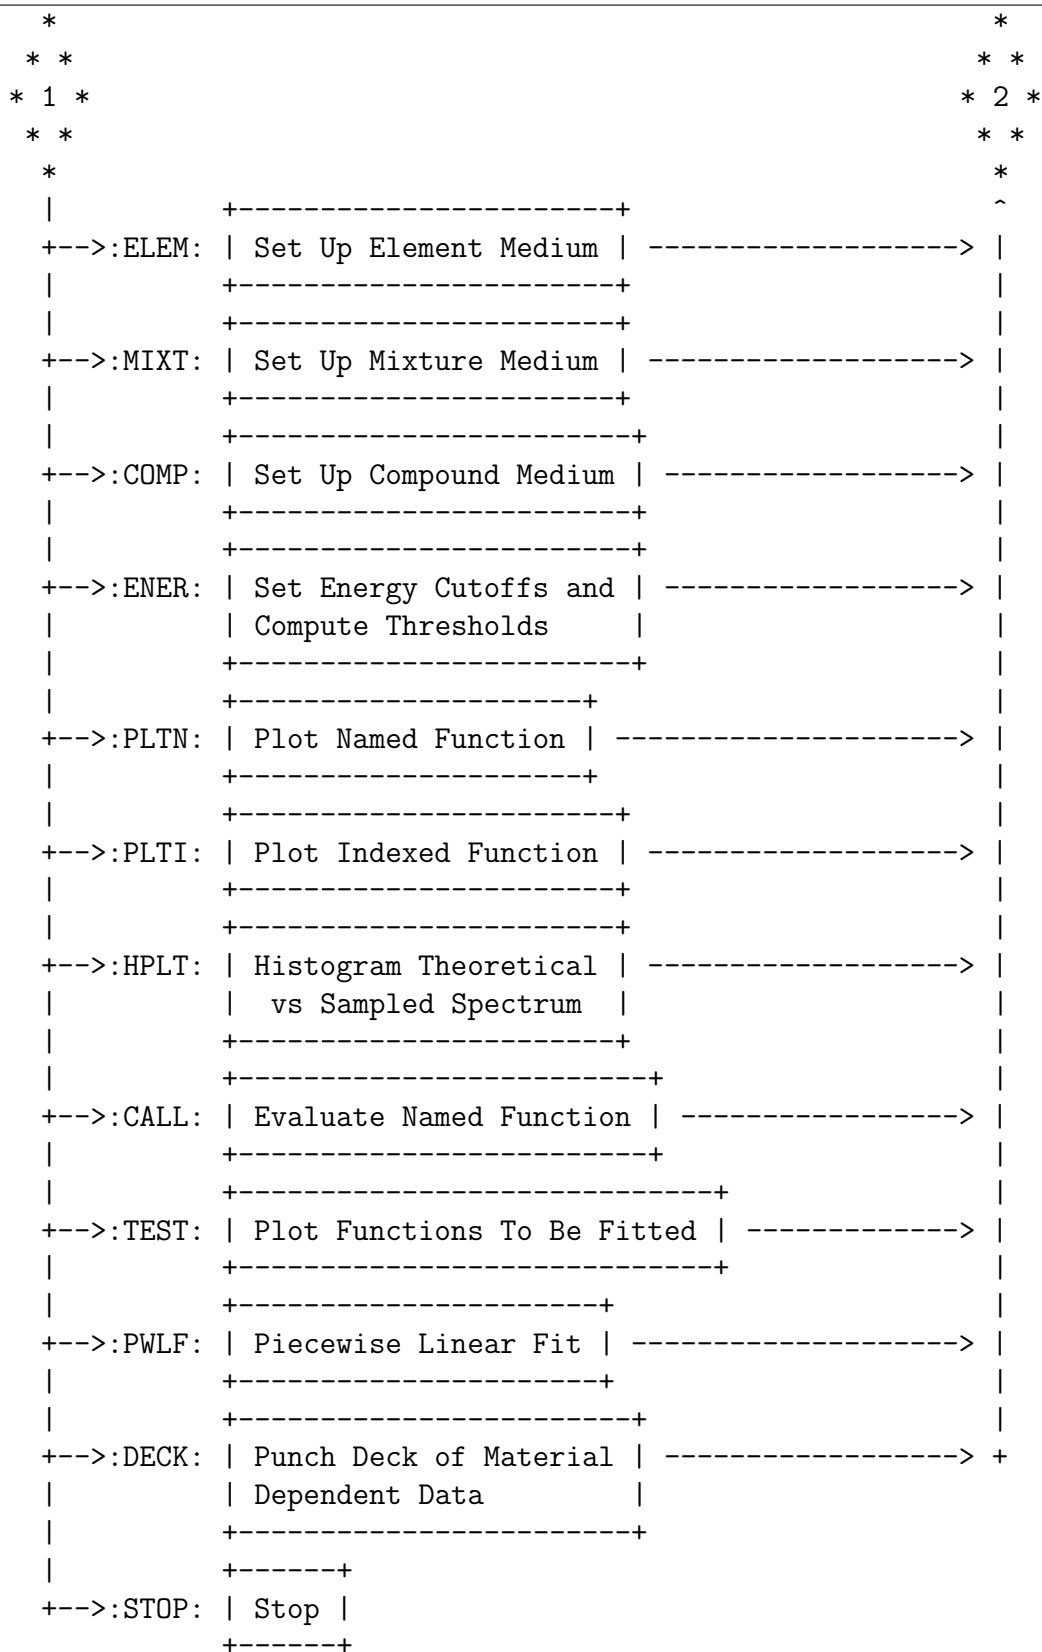 *                                                         *
     * *                                                       * *
    * 1 *                                                     * 2 *
     * *                                                       * *
      *                                                         *
      |          +-----------------------+                      ^
      +-->:ELEM: | Set Up Element Medium | -------------------> |
      |          +-----------------------+                      |
      |          +-----------------------+                      |
      +-->:MIXT: | Set Up Mixture Medium | -------------------> |
      |          +-----------------------+                      |
      |          +------------------------+                     |
      +-->:COMP: | Set Up Compound Medium | ------------------> |
      |          +------------------------+                     |
      |          +------------------------+                     |
      +-->:ENER: | Set Energy Cutoffs and | ------------------> |
      |          | Compute Thresholds     |                     |
      |          +------------------------+                     |
      |          +---------------------+                        |
      +-->:PLTN: | Plot Named Function | ---------------------> |
      |          +---------------------+                        |
      |          +-----------------------+                      |
      +-->:PLTI: | Plot Indexed Function | -------------------> |
      |          +-----------------------+                      |
      |          +-----------------------+                      |
      +-->:HPLT: | Histogram Theoretical | -------------------> |
      |          |  vs Sampled Spectrum  |                      |
      |          +-----------------------+                      |
      |          +-------------------------+                    |
      +-->:CALL: | Evaluate Named Function | -----------------> |
      |          +-------------------------+                    |
      |          +-----------------------------+                |
      +-->:TEST: | Plot Functions To Be Fitted | -------------> |
      |          +-----------------------------+                |
      |          +----------------------+                       |
      +-->:PWLF: | Piecewise Linear Fit | --------------------> |
      |          +----------------------+                       |
      |          +------------------------+                     |
      +-->:DECK: | Punch Deck of Material | ------------------> +
      |          | Dependent Data         |
      |          +------------------------+
      |          +------+
      +-->:STOP: | Stop |
                 +------+